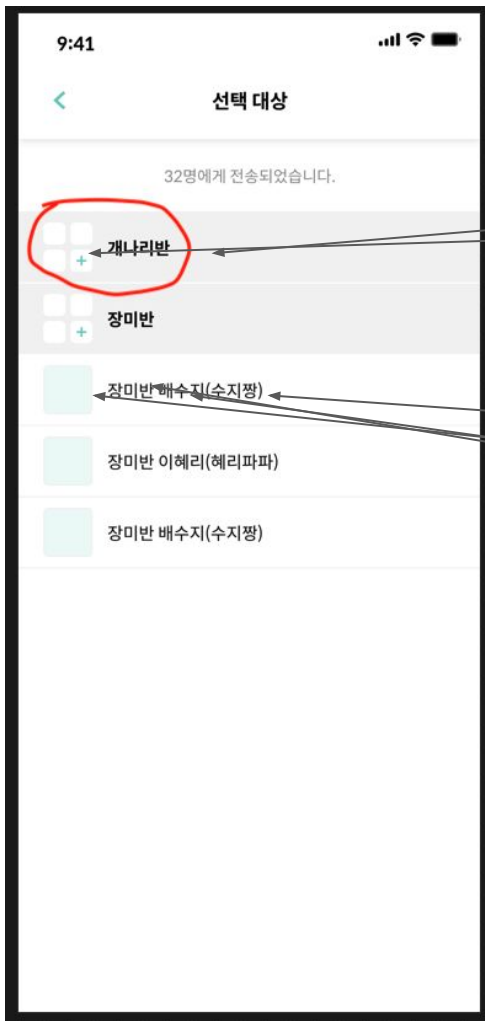 9:41
선택 대상
32명에게 전송되었습니다.
개나리반
장미반
장미반 배수지(수지짱)
장미반 이혜리(혜리파파)
장미반 배수지(수지짱)